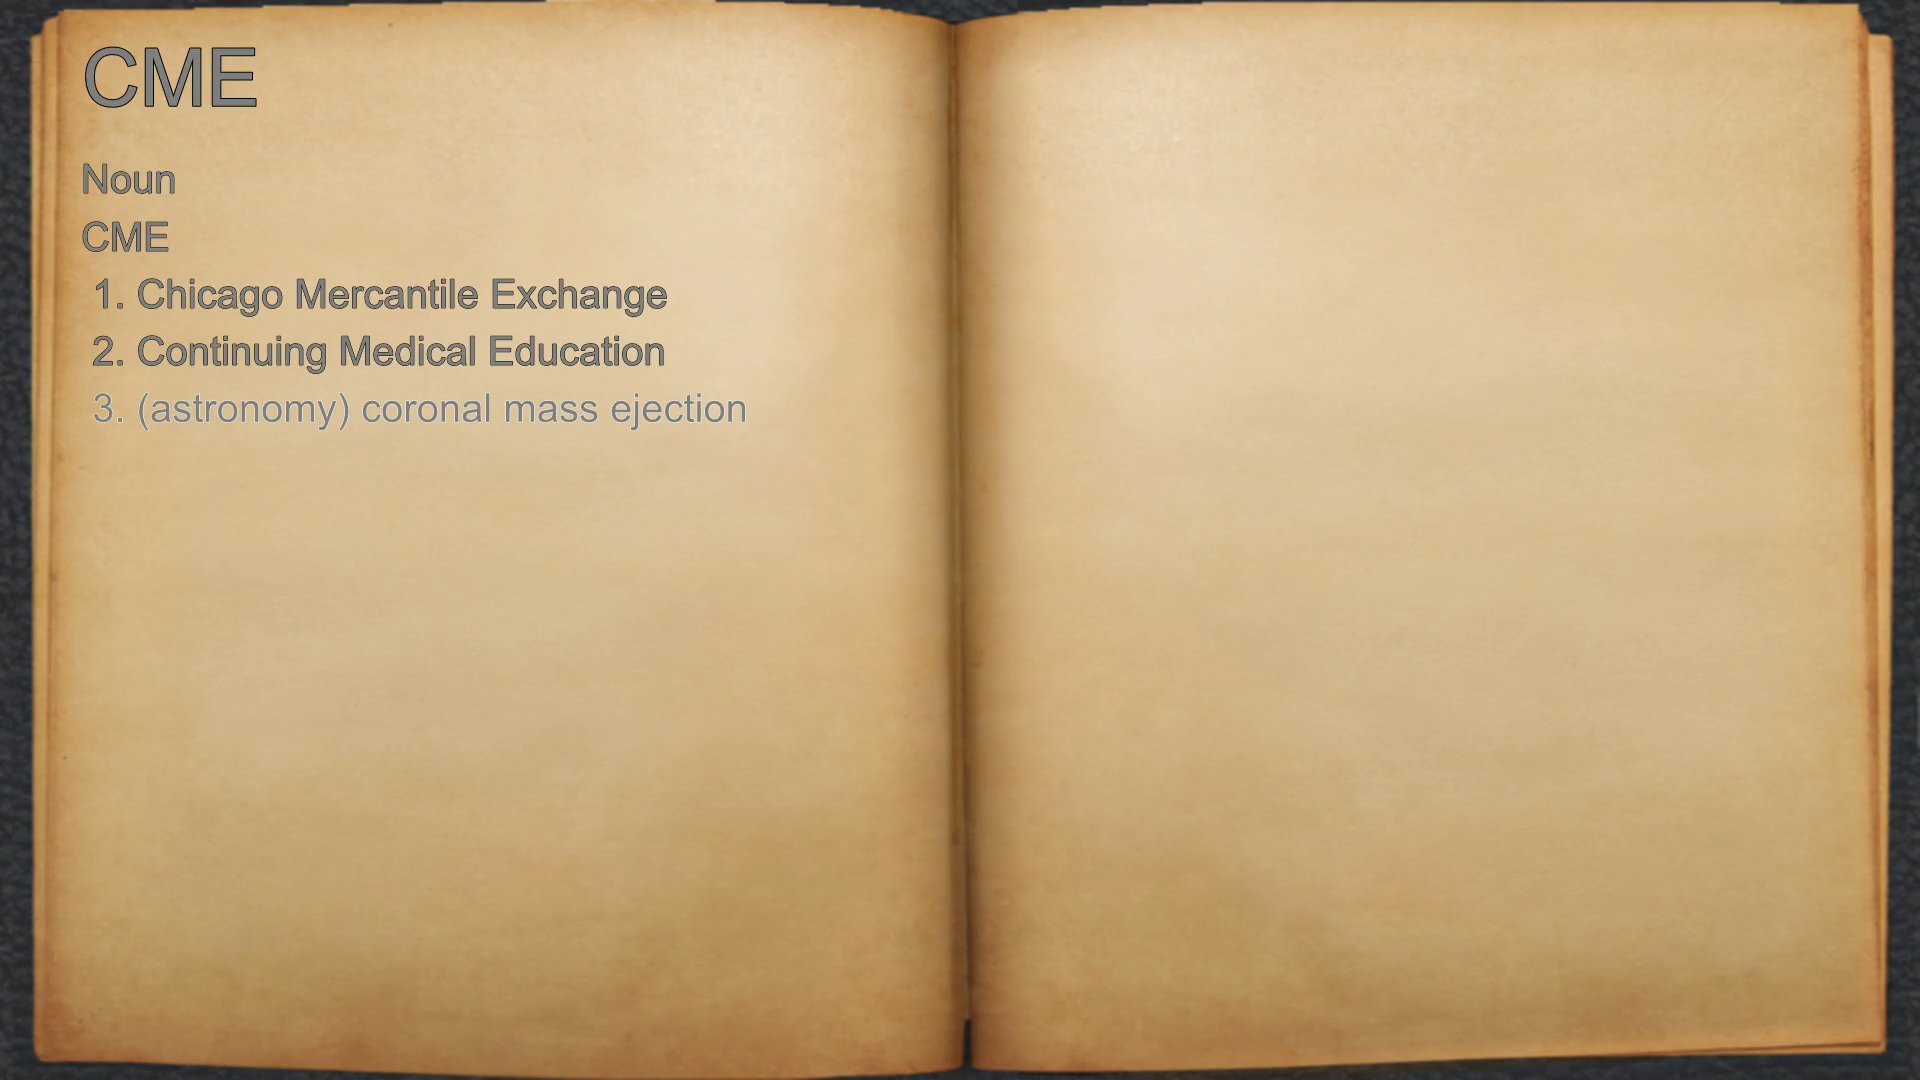 CME
Noun
CME
1. Chicago Mercantile Exchange
2. Continuing Medical Education
3. (astronomy) coronal mass ejection